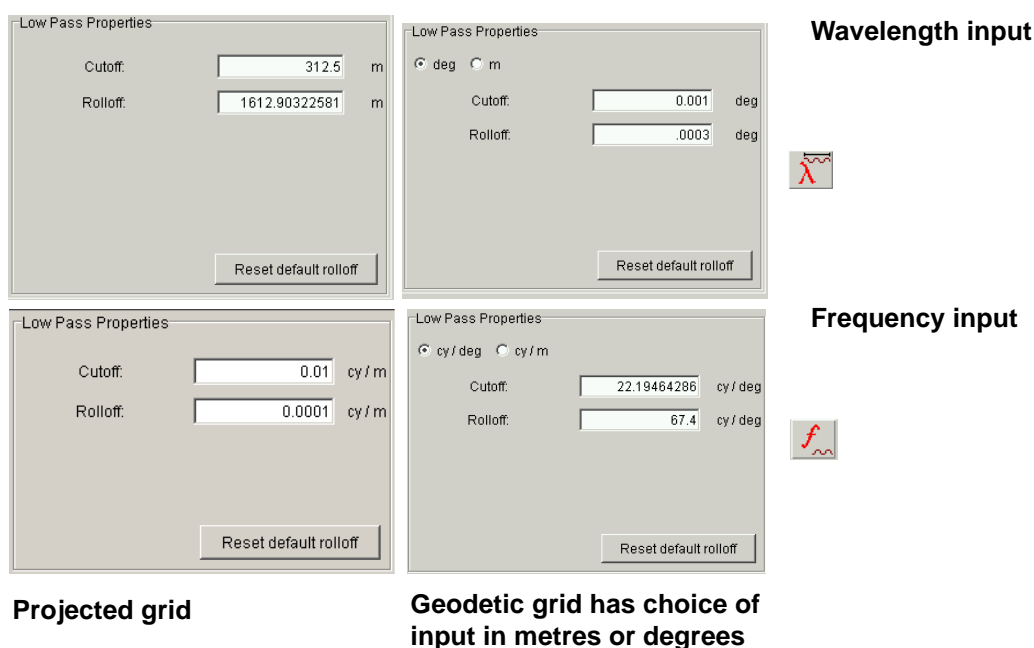 Low Pass Properties
Cutoff: 312.5 m
Rolloff: 1612.90322581 m
Reset default rolloff
Low Pass Properties
deg m
Cutoff: 0.001 deg
Rolloff: .0003 deg
Reset default rolloff
Wavelength input
λ
Low Pass Properties
Cutoff: 0.01 cy / m
Rolloff: 0.0001 cy / m
Reset default rolloff
Low Pass Properties
cy / deg cy / m
Cutoff: 22.19464286 cy / deg
Rolloff: 67.4 cy / deg
Reset default rolloff
Frequency input
f
Projected grid
Geodetic grid has choice of
input in metres or degrees